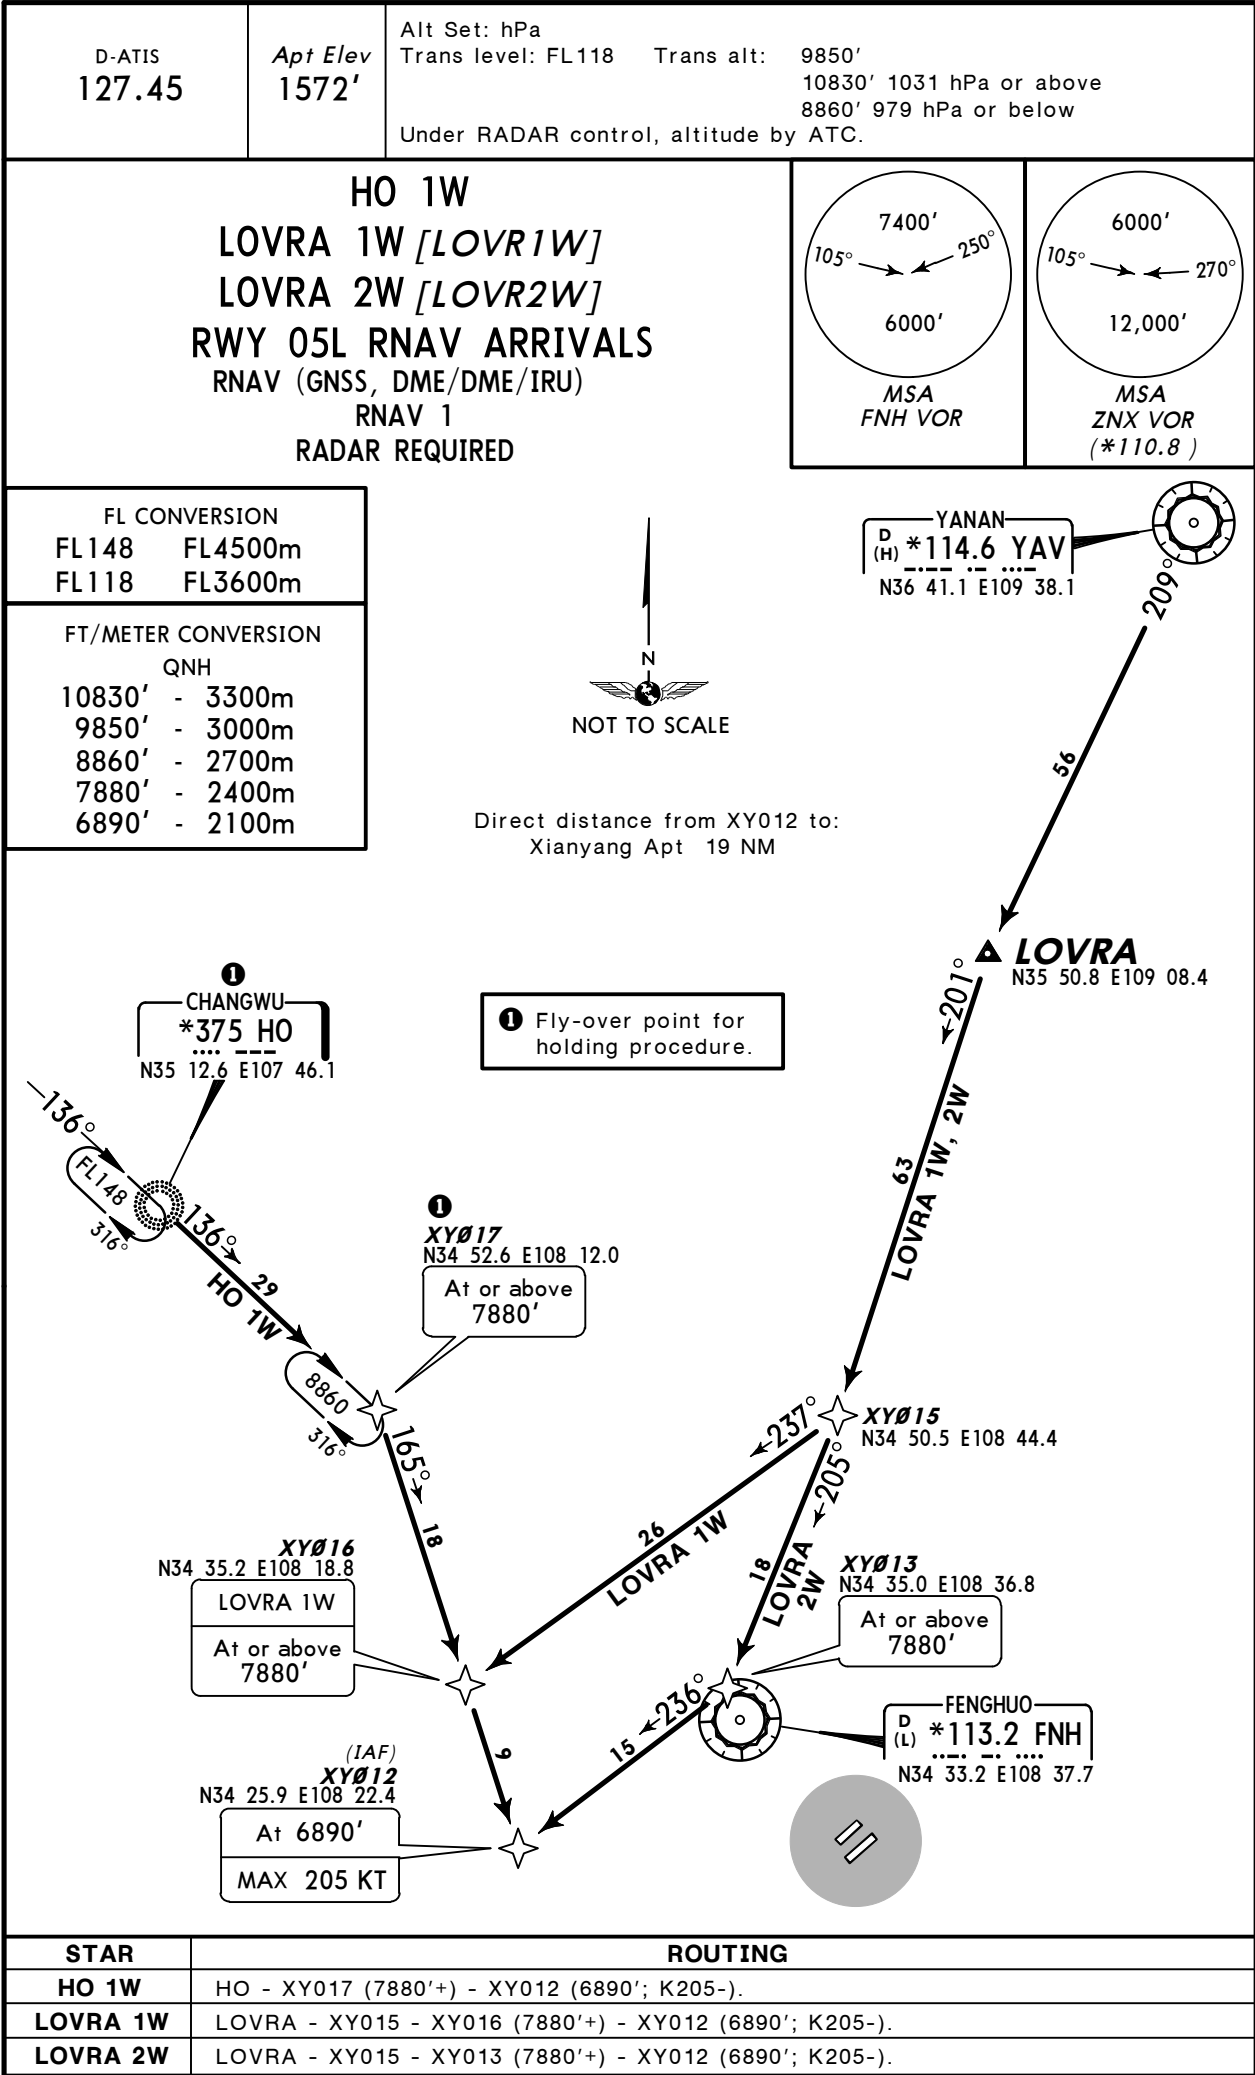 D-ATIS
127.45
Apt Elev
1572'
Alt Set: hPa
Trans level: FL118 Trans alt: 9850'
10830' 1031 hPa or above
8860' 979 hPa or below
Under RADAR control, altitude by ATC.
HO 1W
LOVRA 1W [LOVR1W]
LOVRA 2W [LOVR2W]
RWY 05L RNAV ARRIVALS
RNAV (GNSS, DME/DME/IRU)
RNAV 1
RADAR REQUIRED
7400'
105°
250°
6000'
MSA
FNH VOR
6000'
105°
270°
12,000'
MSA
ZNX VOR
(*110.8 )
FL CONVERSION
FL148 FL4500m
FL118 FL3600m
FT/METER CONVERSION
QNH
10830' - 3300m
9850' - 3000m
8860' - 2700m
7880' - 2400m
6890' - 2100m
N
NOT TO SCALE
Direct distance from XY012 to:
Xianyang Apt 19 NM
YANAN
D
(H) *114.6 YAV
N36 41.1 E109 38.1
209°
56
LOVRA
N35 50.8 E109 08.4
201°
63
LOVRA 1W, 2W
1
CHANGWU
*375 HO
N35 12.6 E107 46.1
1 Fly-over point for
holding procedure.
136°
FL148
316°
136°
29
HO 1W
1
XYØ17
N34 52.6 E108 12.0
At or above
7880'
8860
316°
165°
18
237°
XYØ15
N34 50.5 E108 44.4
205°
26
LOVRA 1W
18
LOVRA
2W
XYØ16
N34 35.2 E108 18.8
LOVRA 1W
At or above
7880'
XYØ13
N34 35.0 E108 36.8
At or above
7880'
236°
15
9
FENGHUO
D
(L) *113.2 FNH
N34 33.2 E108 37.7
(IAF)
XYØ12
N34 25.9 E108 22.4
At 6890'
MAX 205 KT
STAR ROUTING
HO 1W HO - XY017 (7880'+) - XY012 (6890'; K205-).
LOVRA 1W LOVRA - XY015 - XY016 (7880'+) - XY012 (6890'; K205-).
LOVRA 2W LOVRA - XY015 - XY013 (7880'+) - XY012 (6890'; K205-).